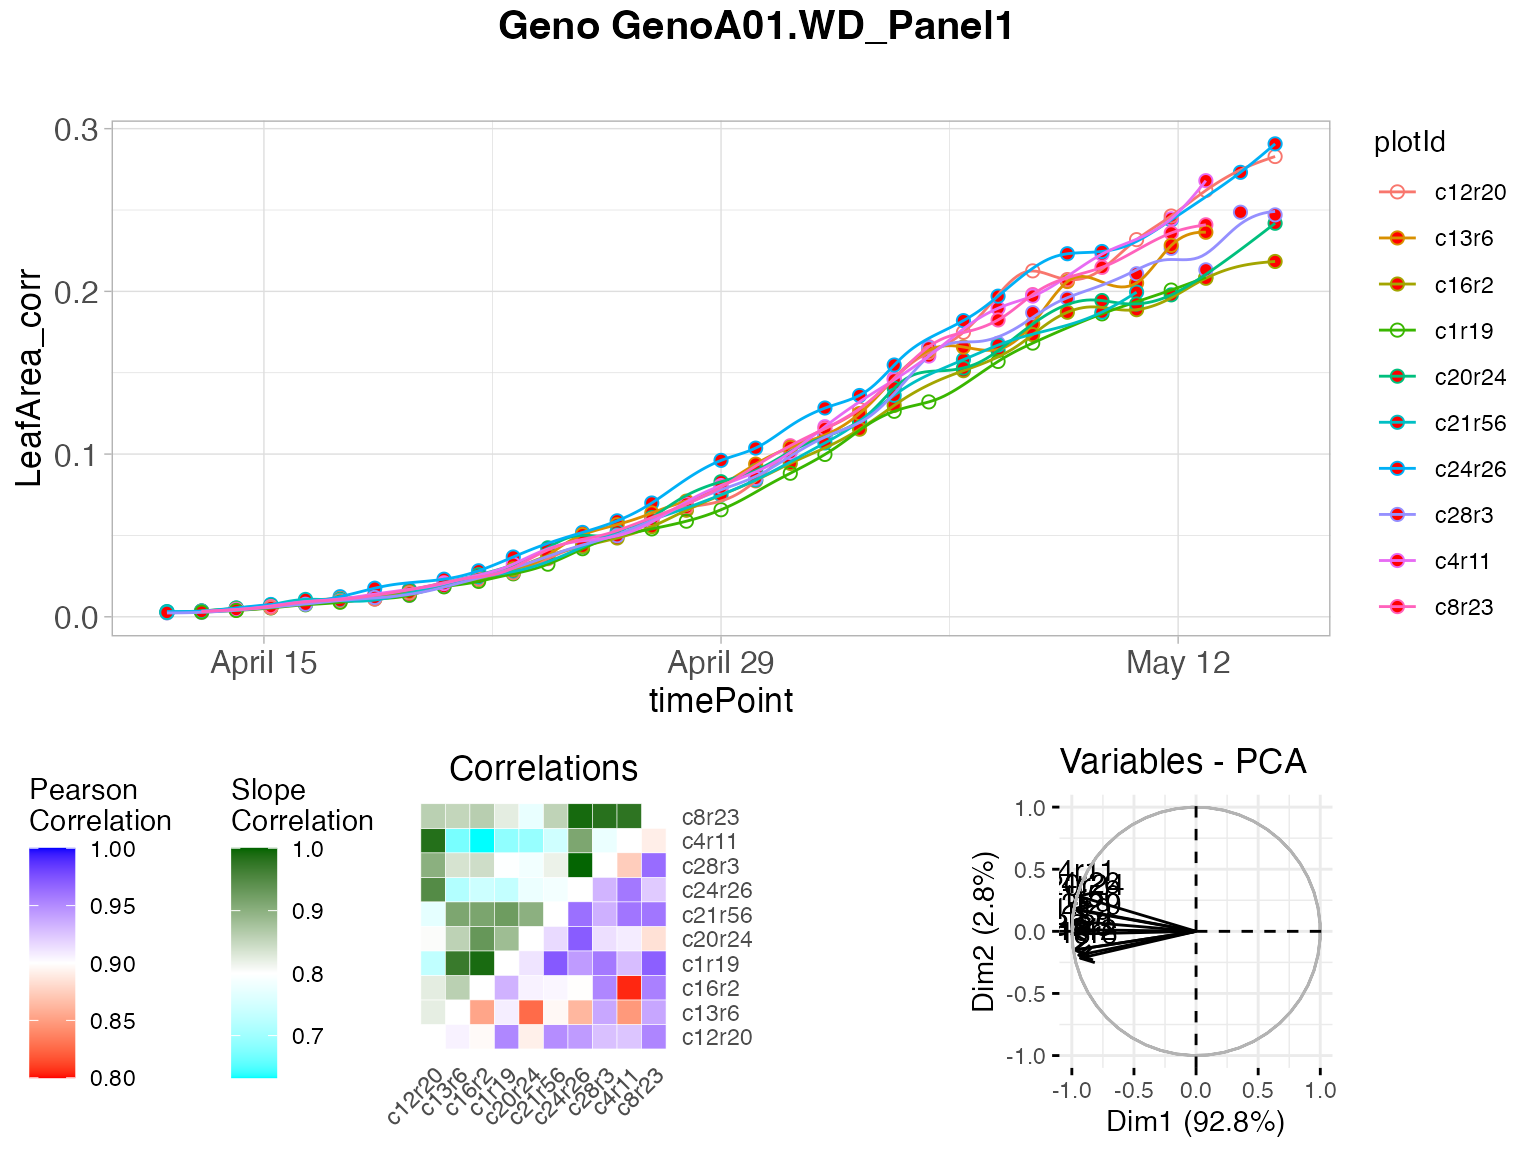 Geno GenoA01.WD_Panel1
0.3
0.2
0.1
0.0
LeafArea_corr
April 15
April 29
May 12
timePoint
plotId
c12r20
c13r6
c16r2
c1r19
c20r24
c21r56
c24r26
c28r3
c4r11
c8r23
Pearson
Correlation
1.00
0.95
0.90
0.85
0.80
Slope
Correlation
1.0
0.9
0.8
0.7
Correlations
c8r23
c4r11
c28r3
c24r26
c21r56
c20r24
c1r19
c16r2
c13r6
c12r20
c12r20
c13r6
c16r2
c1r19
c20r24
c21r56
c24r26
c28r3
c4r11
c8r23
Variables - PCA
1.0
0.5
0.0
-0.5
-1.0
Dim2 (2.8%)
4r11
-1.0
-0.5
0.0
0.5
1.0
Dim1 (92.8%)